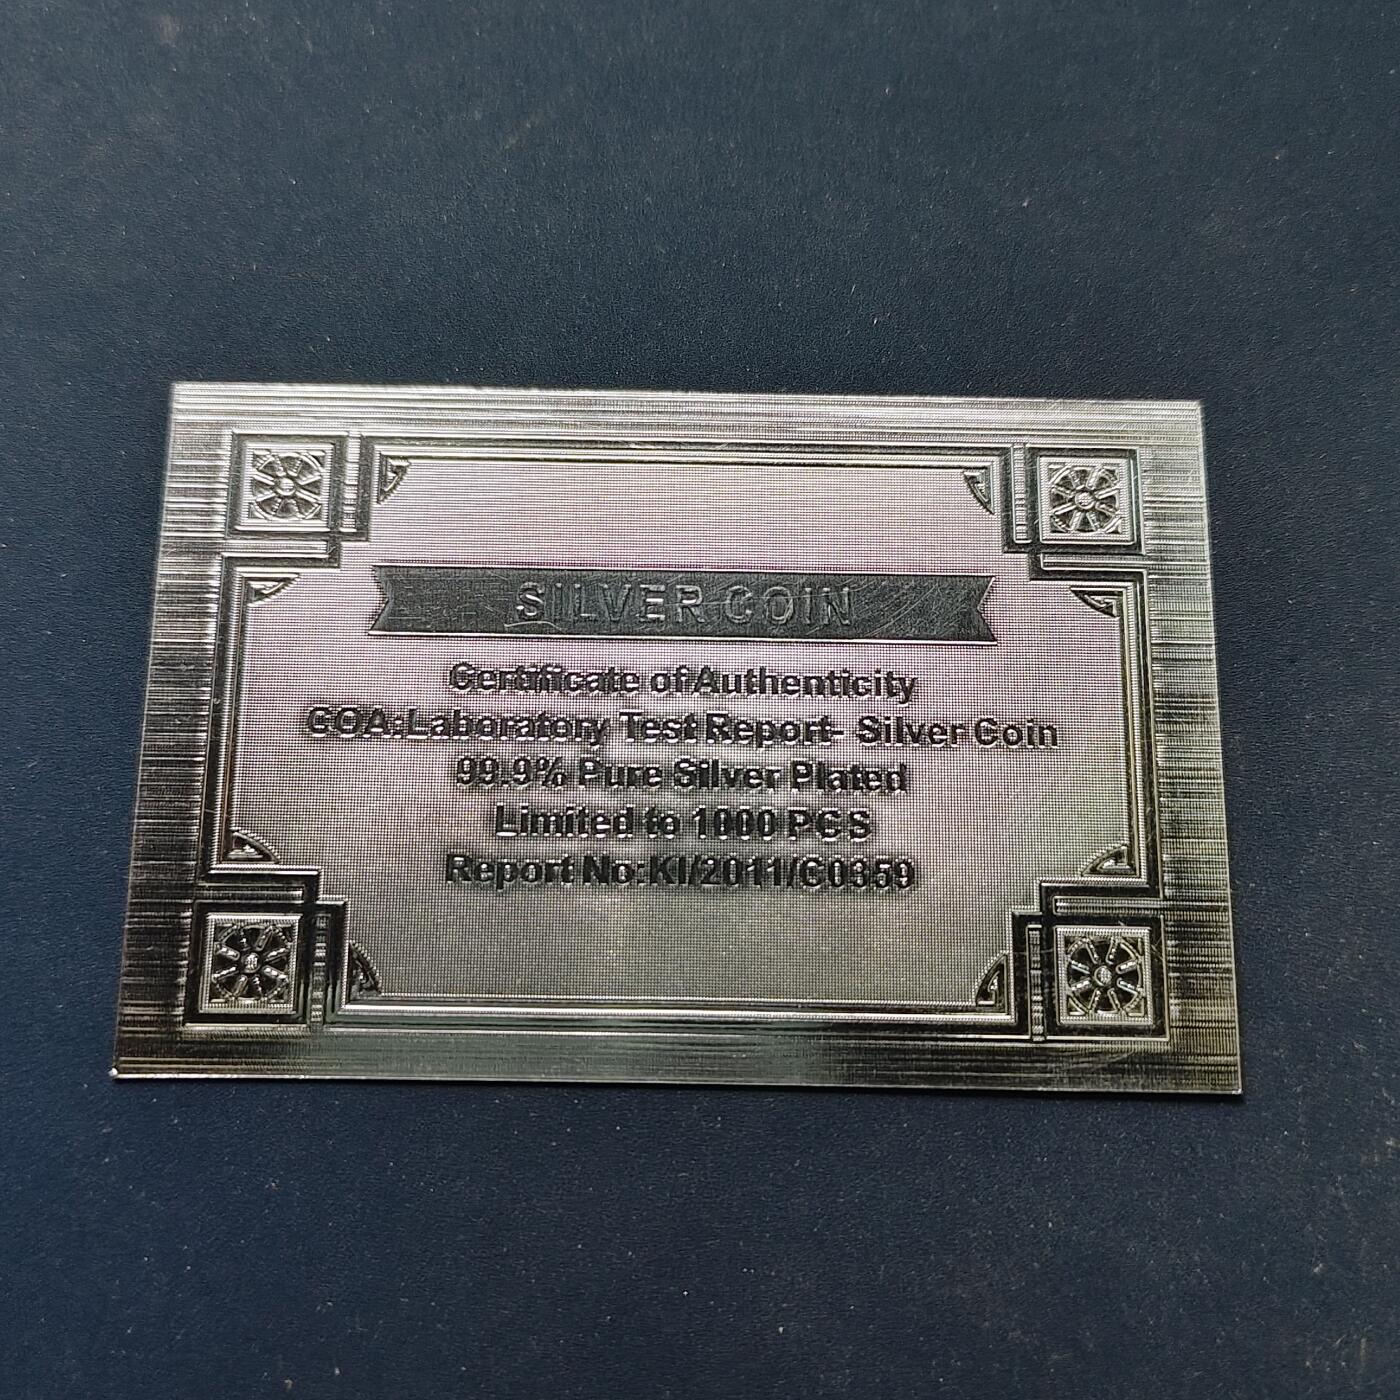 SILVER COIN
Certificate of Authenticity
COA:Laboratory Test Report- Silver Coin
99.9% Pure Silver Plated
Limited to 1000 PCS
Report No:KI/2011/C0359